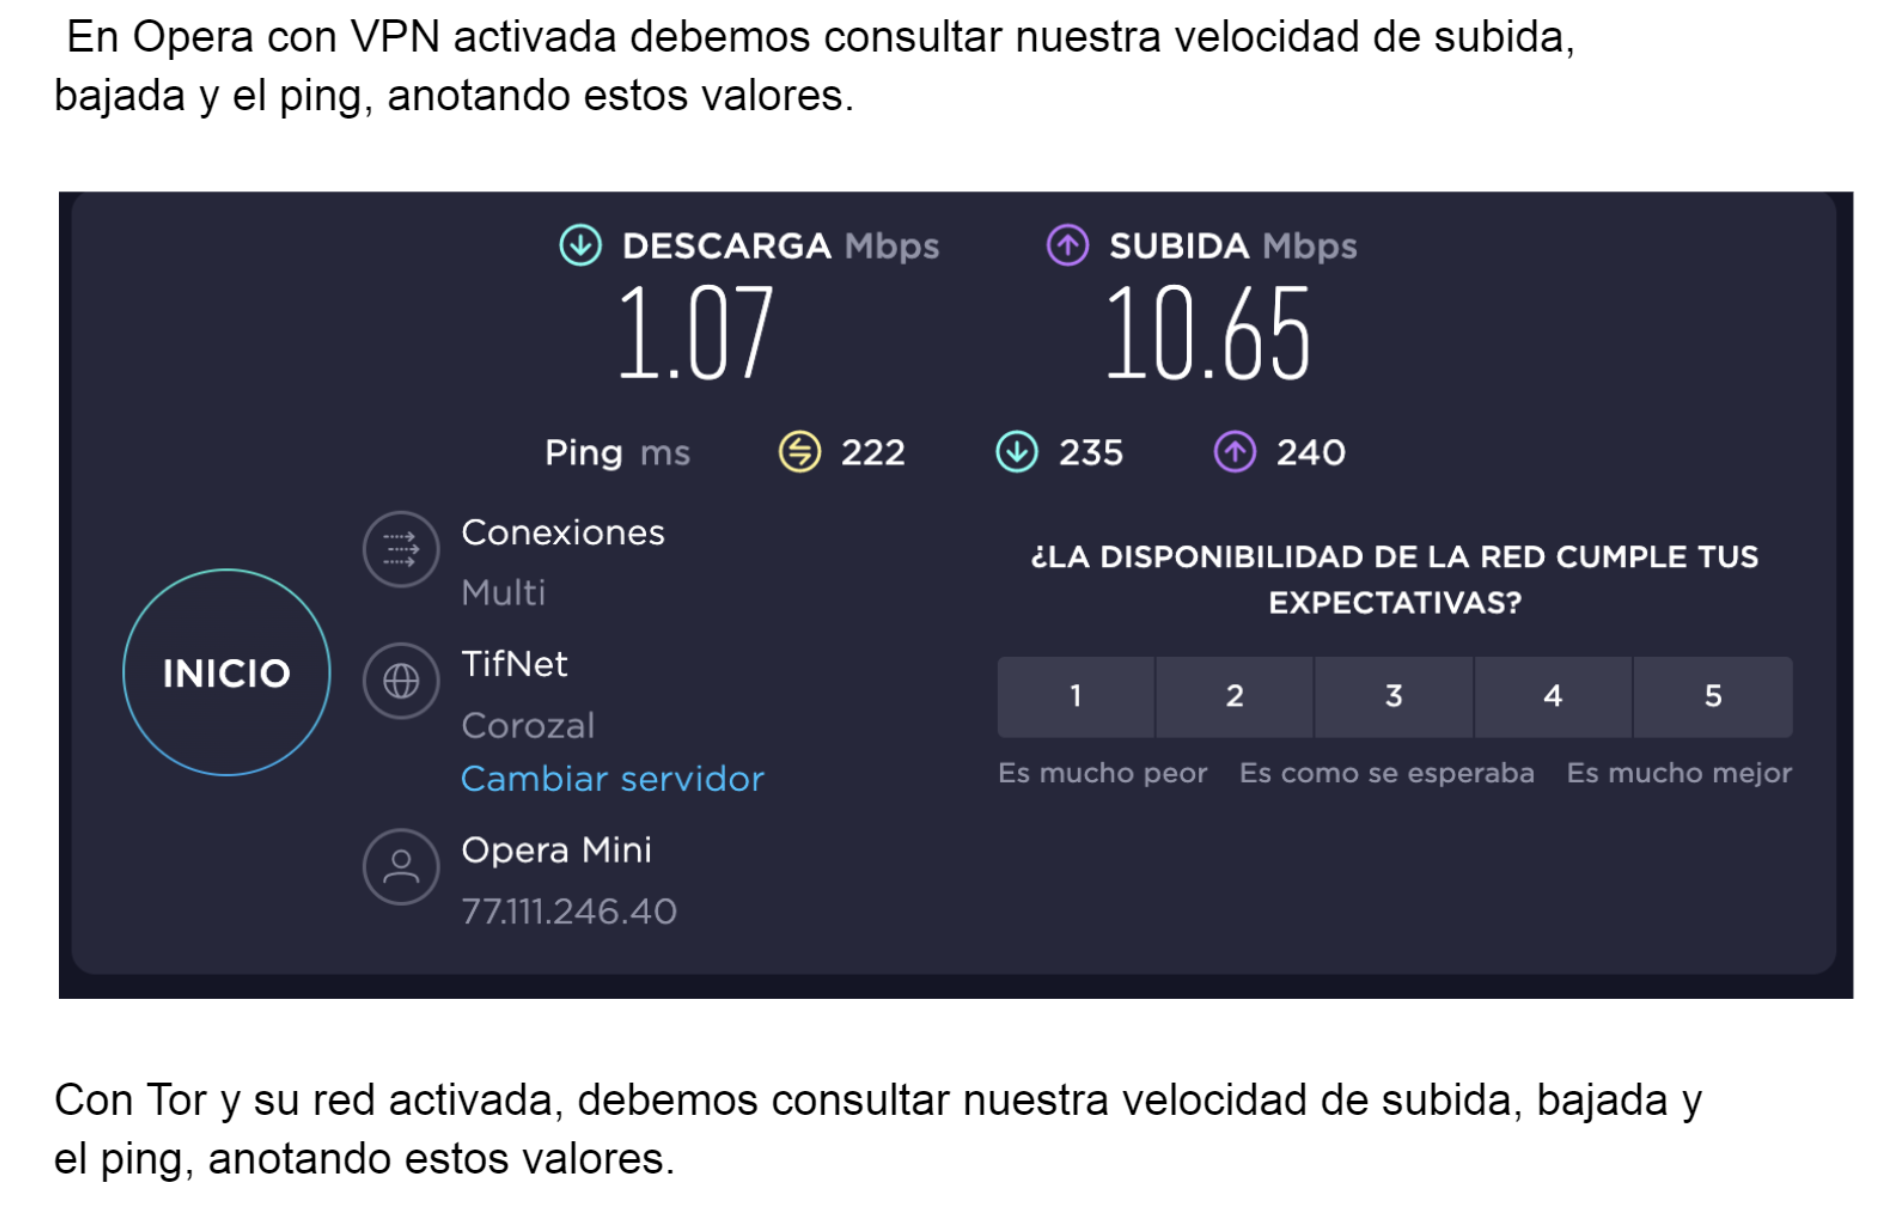 En Opera con VPN activada debemos consultar nuestra velocidad de subida,
bajada y el ping, anotando estos valores.
DESCARGA Mbps
1.07
SUBIDA Mbps
10.65
Ping ms 222 235 240
Conexiones
Multi
TifNet
Corozal
Cambiar servidor
Opera Mini
77.111.246.40
INICIO
¿LA DISPONIBILIDAD DE LA RED CUMPLE TUS
EXPECTATIVAS?
1 2 3 4 5
Es mucho peor Es como se esperaba Es mucho mejor
Con Tor y su red activada, debemos consultar nuestra velocidad de subida, bajada y
el ping, anotando estos valores.